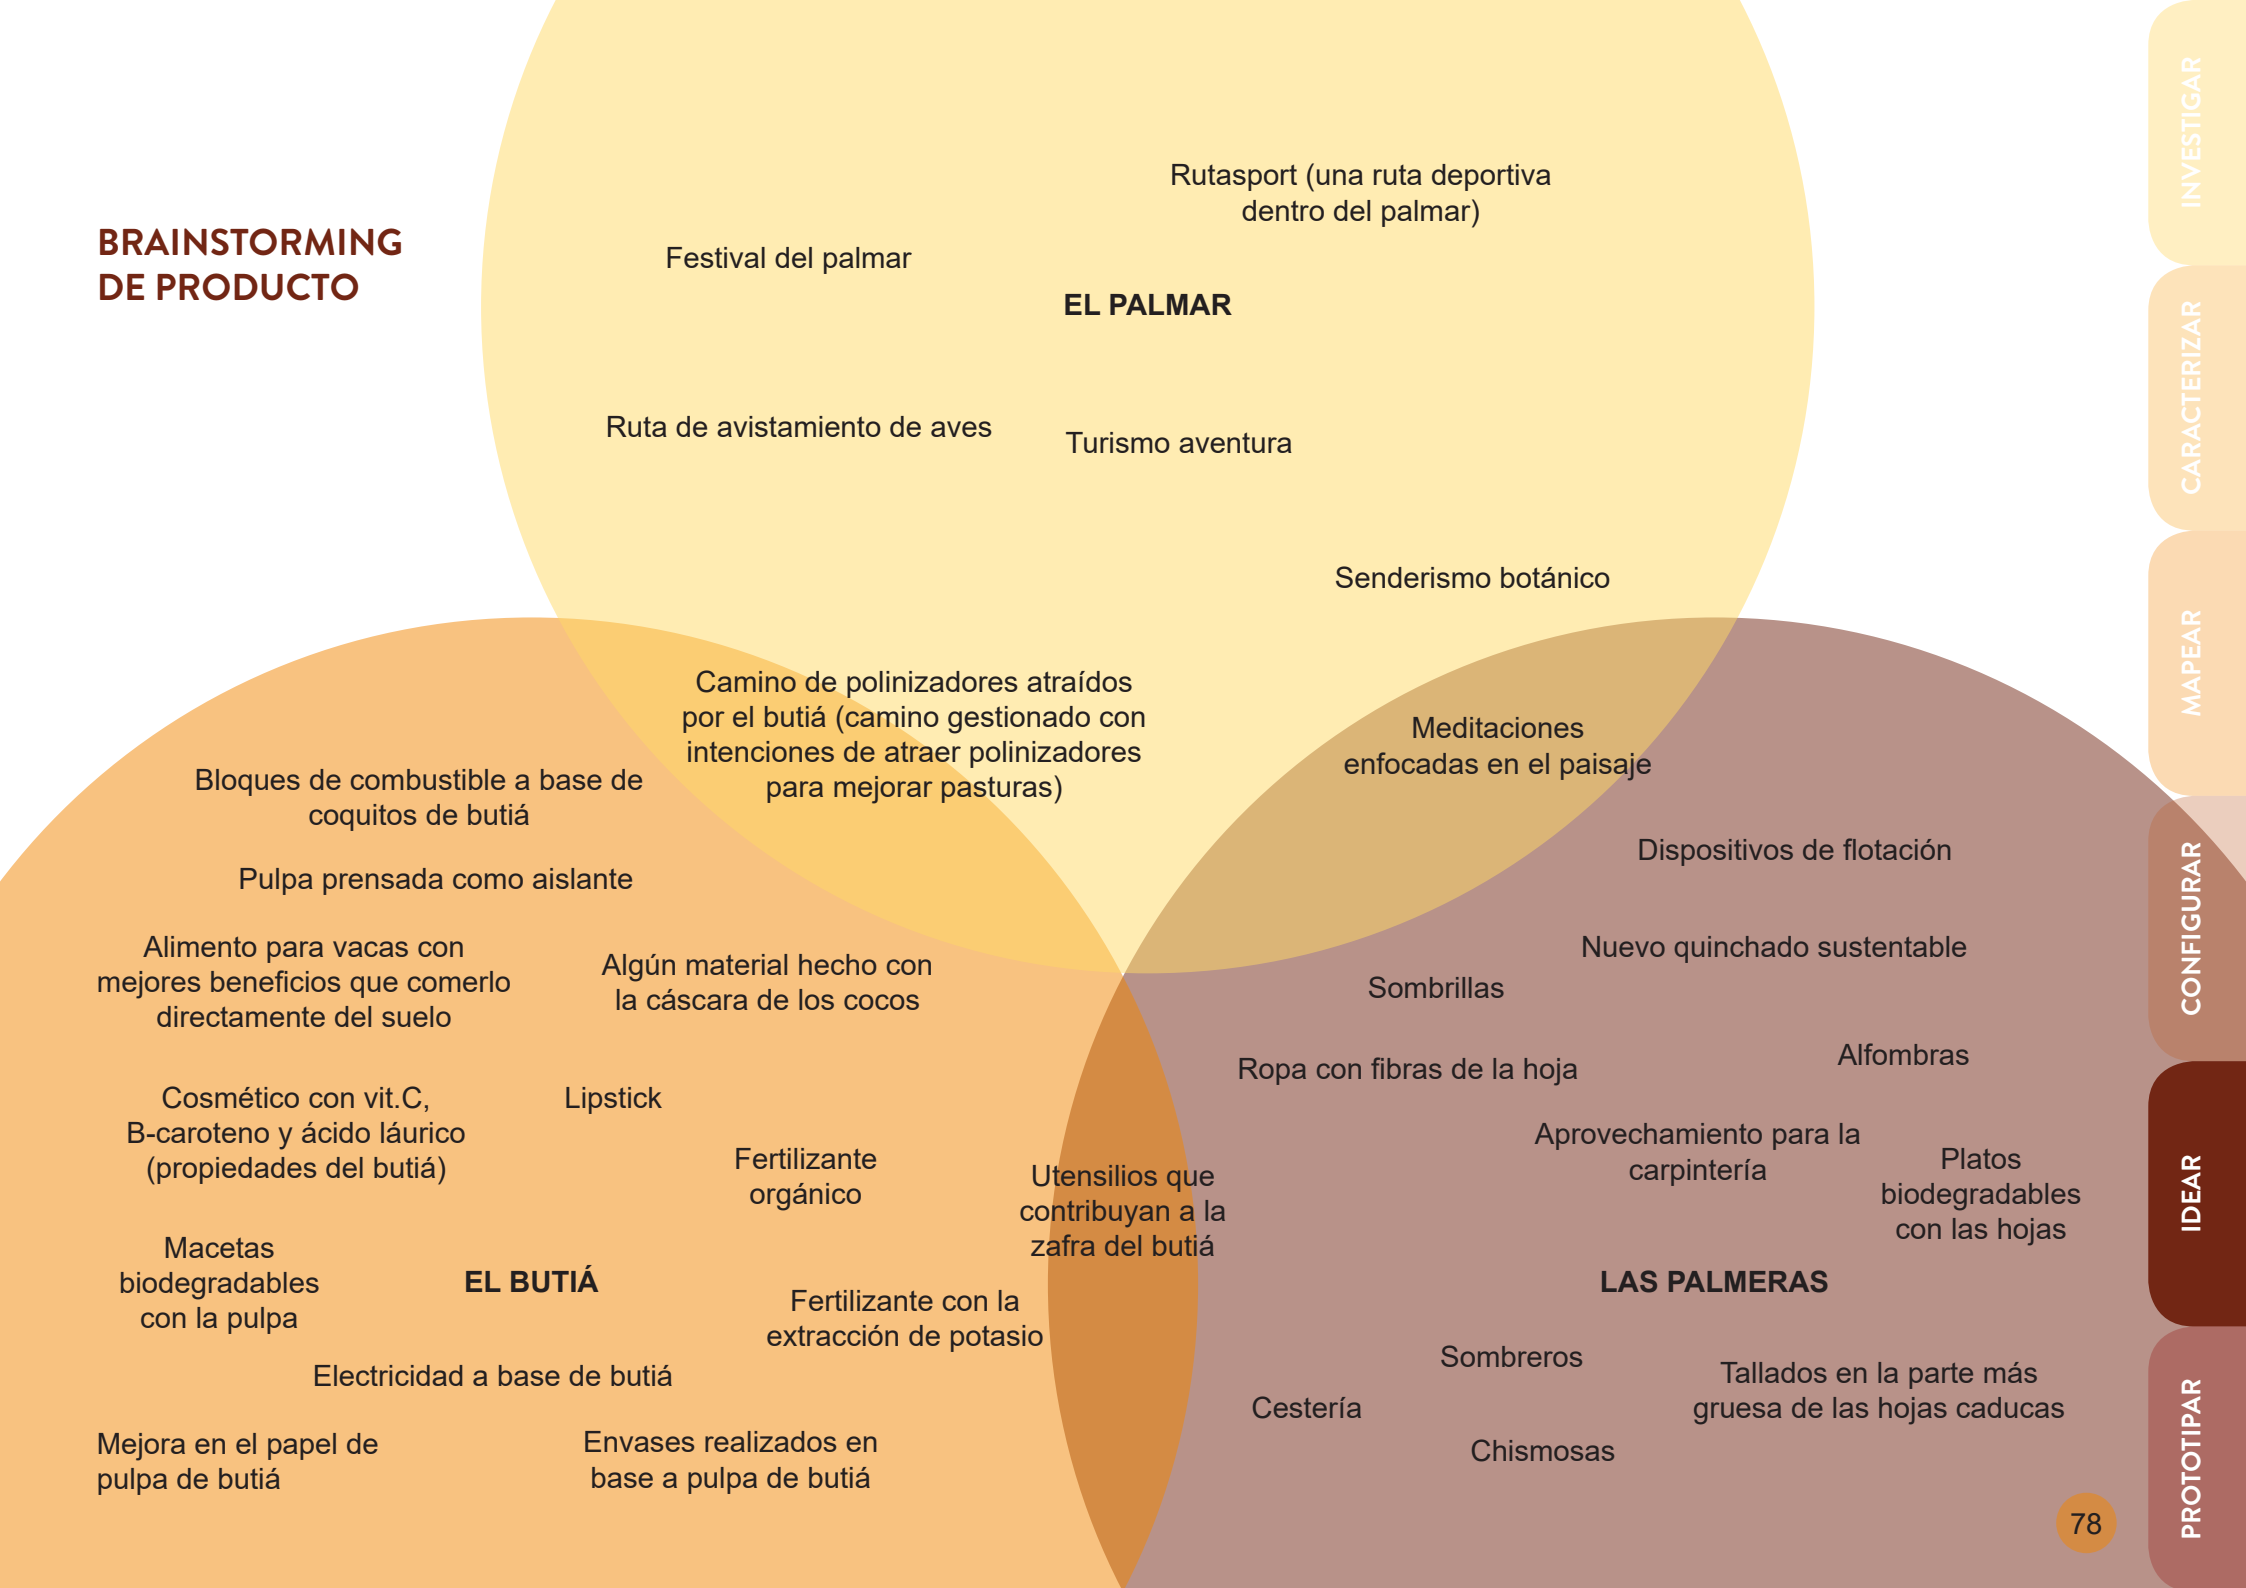 BRAINSTORMING
DE PRODUCTO
Rutasport (una ruta deportiva
dentro del palmar)
Festival del palmar
EL PALMAR
Ruta de avistamiento de aves
Turismo aventura
Senderismo botánico
Camino de polinizadores atraídos
por el butiá (camino gestionado con
intenciones de atraer polinizadores
para mejorar pasturas)
Meditaciones
enfocadas en el paisaje
Bloques de combustible a base de
coquitos de butiá
Pulpa prensada como aislante
Alimento para vacas con
mejores beneficios que comerlo
directamente del suelo
Algún material hecho con
la cáscara de los cocos
Cosmético con vit.C,
B-caroteno y ácido láurico
(propiedades del butiá)
Lipstick
Fertilizante
orgánico
Utensilios que
contribuyan a la
zafra del butiá
Macetas
biodegradables
con la pulpa
EL BUTIÁ
Fertilizante con la
extracción de potasio
Electricidad a base de butiá
Mejora en el papel de
pulpa de butiá
Envases realizados en
base a pulpa de butiá
Dispositivos de flotación
Nuevo quinchado sustentable
Sombrillas
Ropa con fibras de la hoja
Alfombras
Aprovechamiento para la
carpintería
Platos
biodegradables
con las hojas
LAS PALMERAS
Sombreros
Tallados en la parte más
gruesa de las hojas caducas
Cestería
Chismosas
78
INVESTIGAR
CARACTERIZAR
MAPEAR
CONFIGURAR
IDEAR
PROTOTIPAR